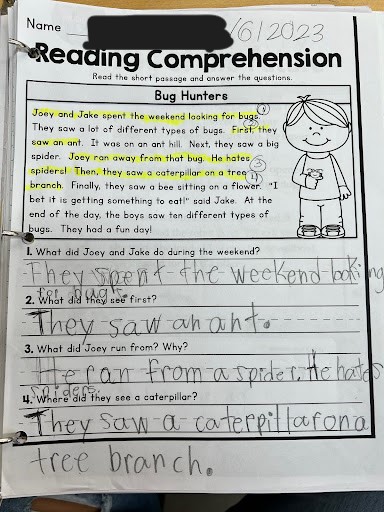 Name
/6/2023
Reading Comprehension
Read the short passage and answer the questions.
Bug Hunters
Joey and Jake spent the weekend looking for bugs. 1
They saw a lot of different types of bugs. First, they 2
saw an ant. It was on an ant hill. Next, they saw a big
spider. Joey ran away from that bug. He hates 3
spiders! Then, they saw a caterpillar on a tree 4
branch. Finally, they saw a bee sitting on a flower. "I
bet it is getting something to eat!" said Jake. At the
end of the day, the boys saw ten different types of
bugs. They had a fun day!
1. What did Joey and Jake do during the weekend?
They spent the weekend looking
for bugs.
2. What did they see first?
They saw an ant.
3. What did Joey run from? Why?
He ran from a spider. He hates
spiders.
4. Where did they see a caterpillar?
They saw a caterpillar on a
tree branch.